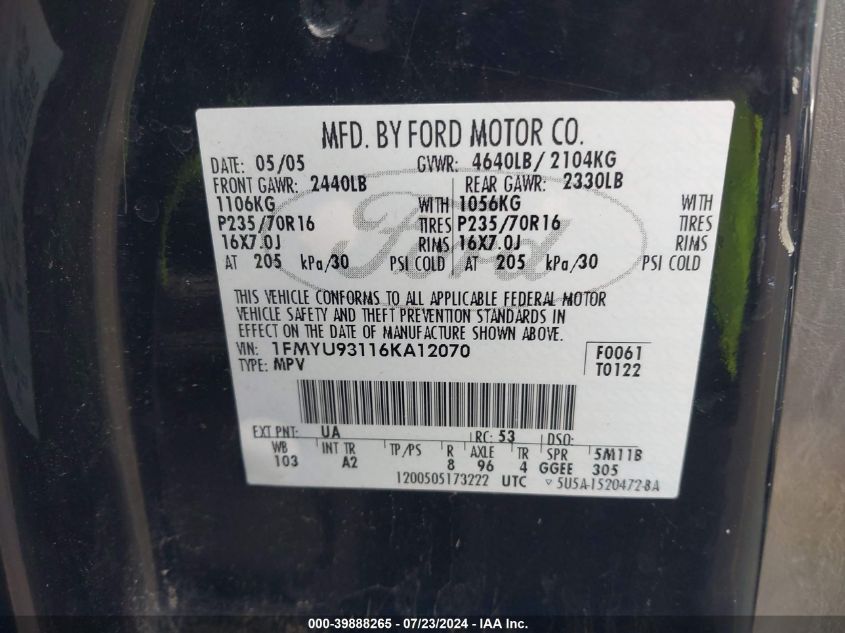 MFD. BY FORD MOTOR CO.
DATE: 05/05 GVWR: 4640LB/ 2104KG
FRONT GAWR: 2440LB REAR GAWR: 2330LB
1106KG WITH 1056KG WITH
P235/70R16 TIRES P235/70R16 TIRES
16X7.0J RIMS 16X7.0J RIMS
AT 205 kPa/30 PSI COLD AT 205 kPa/30 PSI COLD
Ford
THIS VEHICLE CONFORMS TO ALL APPLICABLE FEDERAL MOTOR
VEHICLE SAFETY AND THEFT PREVENTION STANDARDS IN
EFFECT ON THE DATE OF MANUFACTURE SHOWN ABOVE.
VIN: 1FMYU93116KA12070 F0061
TYPE: MPV T0122
EXT PNT: UA RC: 53 DSO:
WB INT TR TP/PS R AXLE TR SPR 5M11B
103 A2 8 96 4 GGEE 305
1200505173222 UTC ▽ 5U5A-1520472-BA
000-39888265 - 07/23/2024 - IAA Inc.